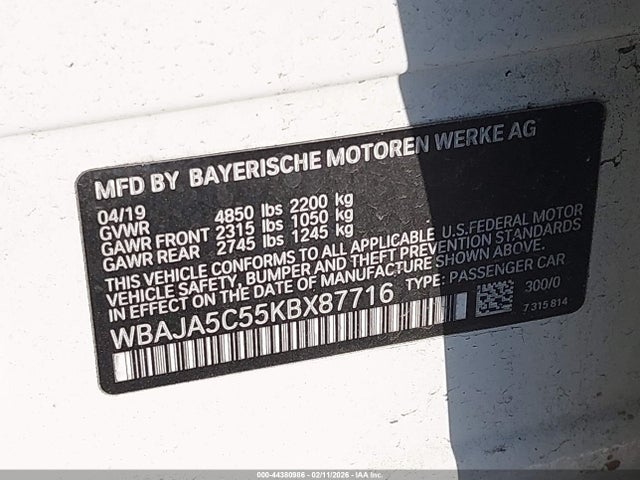 MFD BY BAYERISCHE MOTOREN WERKE AG
04/19
GVWR 4850 lbs 2200 kg
GAWR FRONT 2315 lbs 1050 kg
GAWR REAR 2745 lbs 1245 kg
THIS VEHICLE CONFORMS TO ALL APPLICABLE U.S.FEDERAL MOTOR
VEHICLE SAFETY, BUMPER AND THEFT PREVENTION STANDARDS
IN EFFECT ON THE DATE OF MANUFACTURE SHOWN ABOVE.
WBAJA5C55KBX87716 TYPE: PASSENGER CAR
300/0
7 315 814
000-44380986 - 02/11/2026 - IAA Inc.